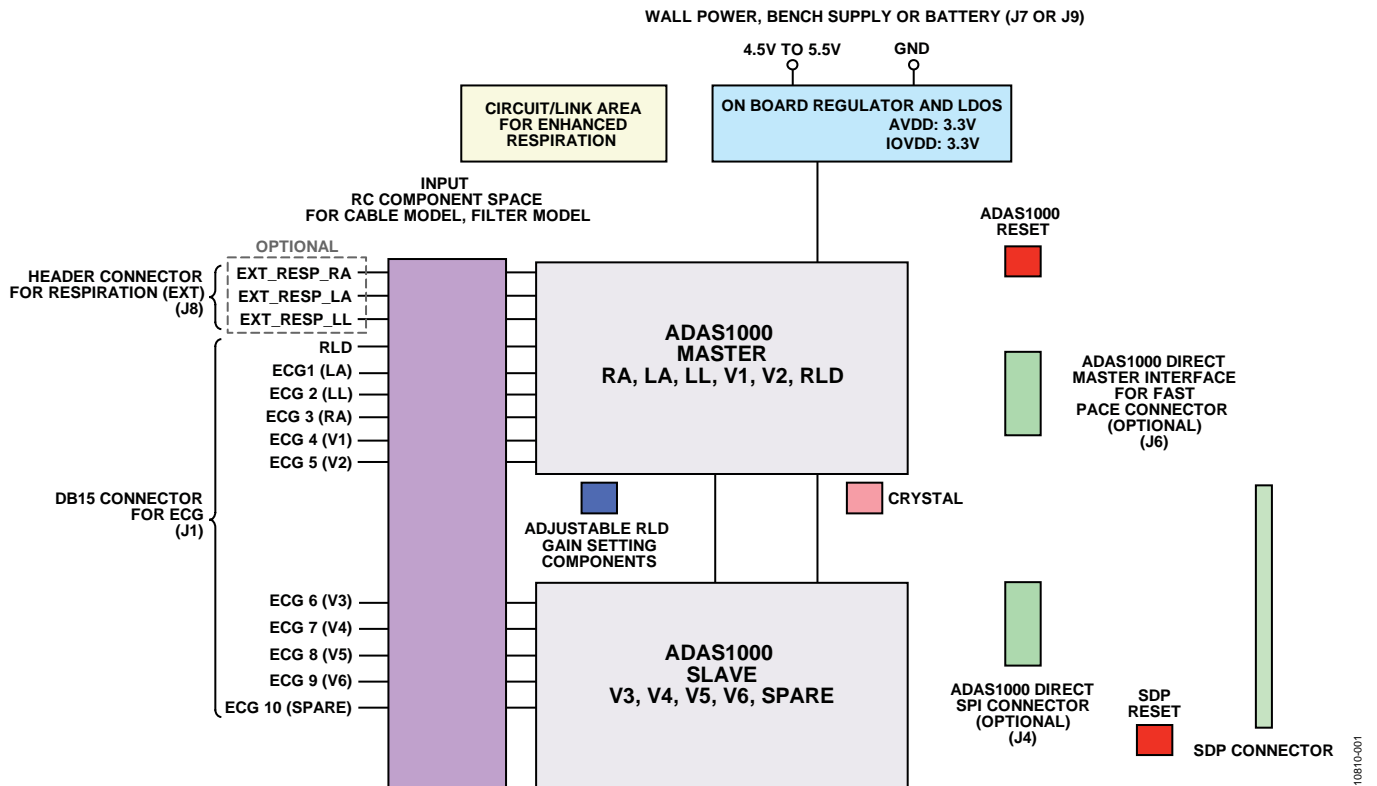 WALL POWER, BENCH SUPPLY OR BATTERY (J7 OR J9)
4.5V TO 5.5V
GND
CIRCUIT/LINK AREA
FOR ENHANCED
RESPIRATION
ON BOARD REGULATOR AND LDOS
AVDD: 3.3V
IOVDD: 3.3V
INPUT
RC COMPONENT SPACE
FOR CABLE MODEL, FILTER MODEL
ADAS1000
RESET
OPTIONAL
HEADER CONNECTOR
FOR RESPIRATION (EXT)
(J8)
EXT_RESP_RA
EXT_RESP_LA
EXT_RESP_LL
RLD
ECG1 (LA)
ECG 2 (LL)
ECG 3 (RA)
ECG 4 (V1)
ECG 5 (V2)
ADAS1000
MASTER
RA, LA, LL, V1, V2, RLD
ADAS1000 DIRECT
MASTER INTERFACE
FOR FAST
PACE CONNECTOR
(OPTIONAL)
(J6)
DB15 CONNECTOR
FOR ECG
(J1)
ADJUSTABLE RLD
GAIN SETTING
COMPONENTS
CRYSTAL
ECG 6 (V3)
ECG 7 (V4)
ECG 8 (V5)
ECG 9 (V6)
ECG 10 (SPARE)
ADAS1000
SLAVE
V3, V4, V5, V6, SPARE
ADAS1000 DIRECT
SPI CONNECTOR
(OPTIONAL)
(J4)
SDP
RESET
SDP CONNECTOR
10810-001